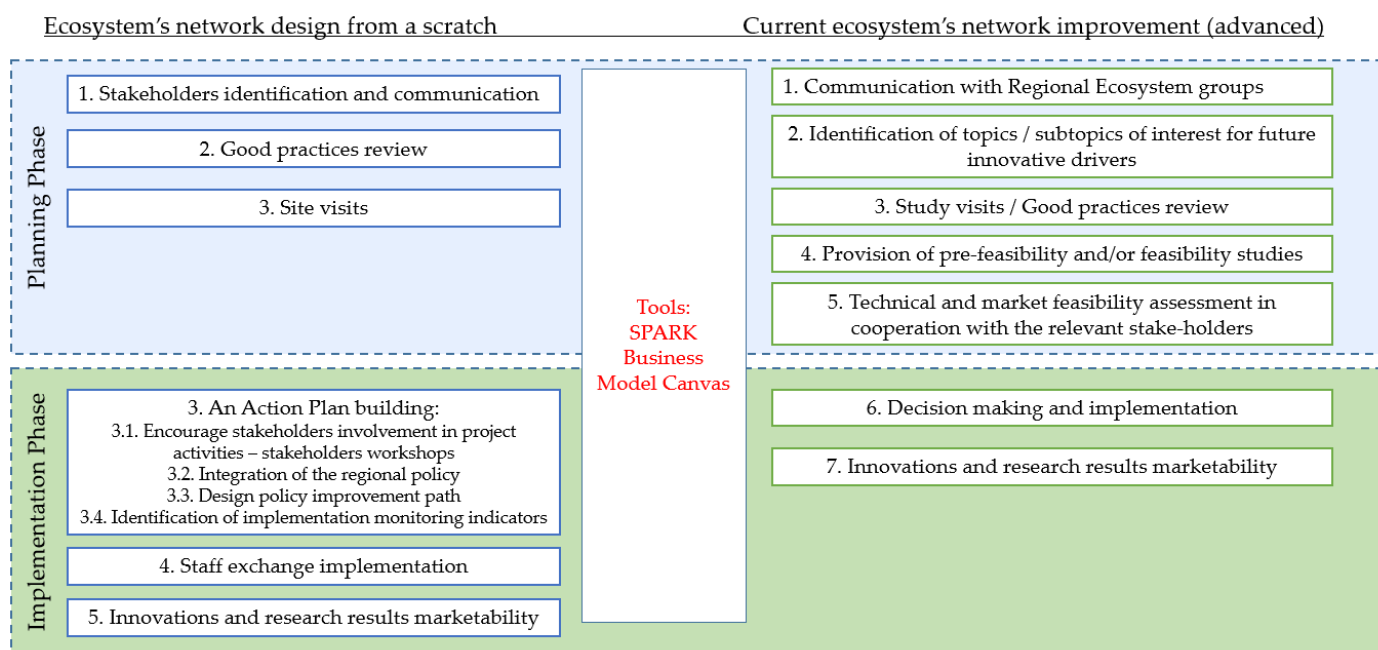 Ecosystem's network design from a scratch
Current ecosystem's network improvement (advanced)
Planning Phase
1. Stakeholders identification and communication
2. Good practices review
3. Site visits
Tools:
SPARK
Business
Model Canvas
1. Communication with Regional Ecosystem groups
2. Identification of topics / subtopics of interest for future
innovative drivers
3. Study visits / Good practices review
4. Provision of pre-feasibility and/or feasibility studies
5. Technical and market feasibility assessment in
cooperation with the relevant stake-holders
Implementation Phase
3. An Action Plan building:
3.1. Encourage stakeholders involvement in project
activities – stakeholders workshops
3.2. Integration of the regional policy
3.3. Design policy improvement path
3.4. Identification of implementation monitoring indicators
4. Staff exchange implementation
5. Innovations and research results marketability
6. Decision making and implementation
7. Innovations and research results marketability